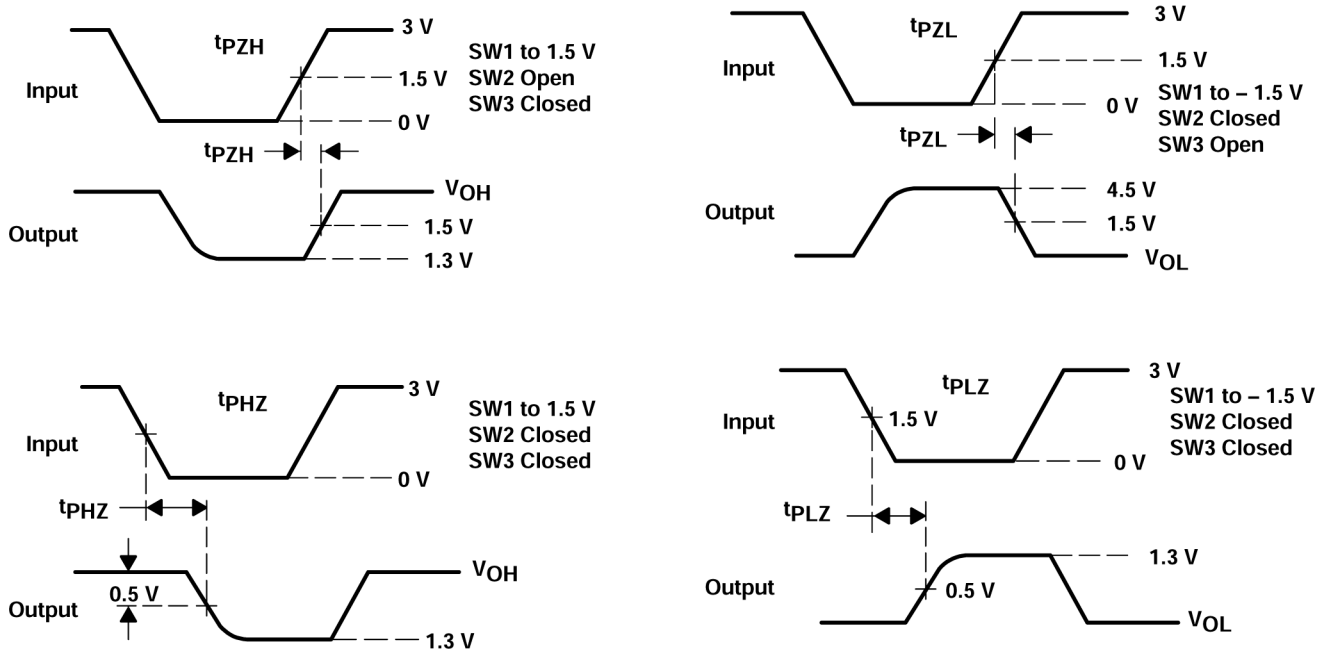 tPZH
3 V
SW1 to 1.5 V
SW2 Open
SW3 Closed
1.5 V
Input
0 V
tPZH
VOH
1.5 V
Output
1.3 V
tPZL
3 V
1.5 V
Input
0 V
SW1 to – 1.5 V
SW2 Closed
SW3 Open
tPZL
4.5 V
Output
1.5 V
VOL
tPHZ
3 V
SW1 to 1.5 V
SW2 Closed
SW3 Closed
Input
0 V
tPHZ
VOH
0.5 V
Output
1.3 V
tPLZ
3 V
SW1 to – 1.5 V
SW2 Closed
SW3 Closed
1.5 V
Input
0 V
tPLZ
1.3 V
Output
0.5 V
VOL